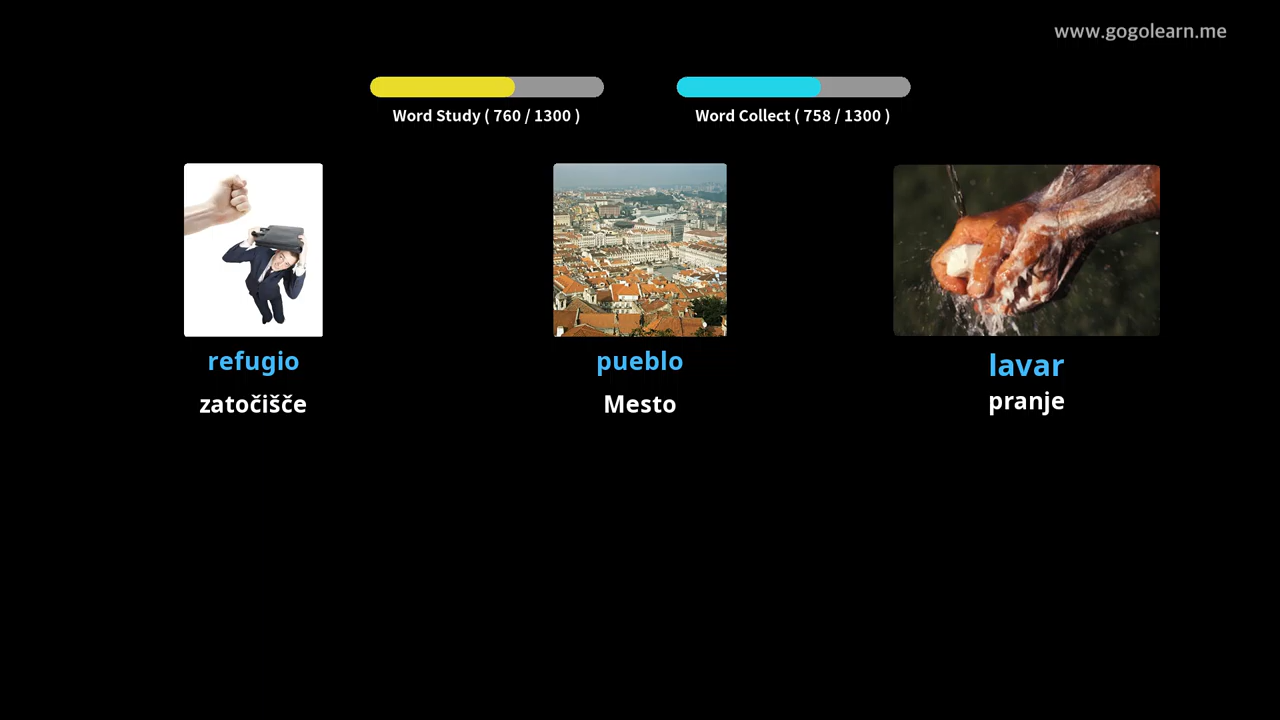 www.gogolearn.me
Word Study ( 760 / 1300 )
Word Collect ( 758 / 1300 )
refugio
pueblo
lavar
zatočišče
Mesto
pranje